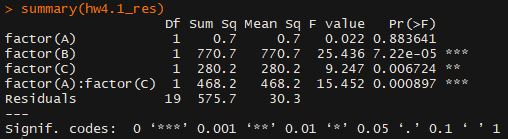 > summary(hw4.1_res)
Df Sum Sq Mean Sq F value Pr(>F)
factor(A) 1 0.7 0.7 0.022 0.883641
factor(B) 1 770.7 770.7 25.436 7.22e-05 ***
factor(C) 1 280.2 280.2 9.247 0.006724 **
factor(A):factor(C) 1 468.2 468.2 15.452 0.000897 ***
Residuals 19 575.7 30.3
---
Signif. codes: 0 ‘***’ 0.001 ‘**’ 0.01 ‘*’ 0.05 ‘.’ 0.1 ‘ ’ 1